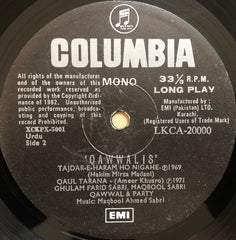 COLUMBIA
All rights of the manufacturer
and of the owners of this
recorded work reserved as
provided by the Copyright Ordi-
nance of 1962. Unauthorised
public performance, broadcas-
ting and copying of this
record Prohibited.
MONO
33⅓ R.P.M.
LONG PLAY
Manufactured by :
EMI (Pakistan) LTD.
Karachi.
(Registered Users of Trade Mark)
XCKPX-5001
Urdu
Side 2
LKCA-20000
"QAWWALIS"
TAJDAR-E-HARAM HO NIGAHE-℗1969
(Hakim Mirza Madani)
QAUL TARANA - (Ameer Khusro) ℗1971
GHULAM FARID SABRI, MAQBOOL SABRI
QAWWAL & PARTY
Music: Maqbool Ahmed Sabri
EMI